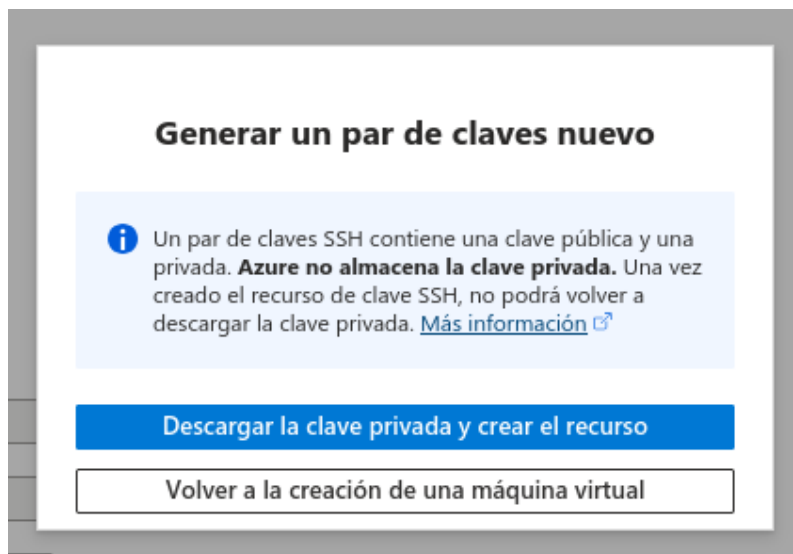 Generar un par de claves nuevo
Un par de claves SSH contiene una clave pública y una
privada. Azure no almacena la clave privada. Una vez
creado el recurso de clave SSH, no podrá volver a
descargar la clave privada. Más información
Descargar la clave privada y crear el recurso
Volver a la creación de una máquina virtual